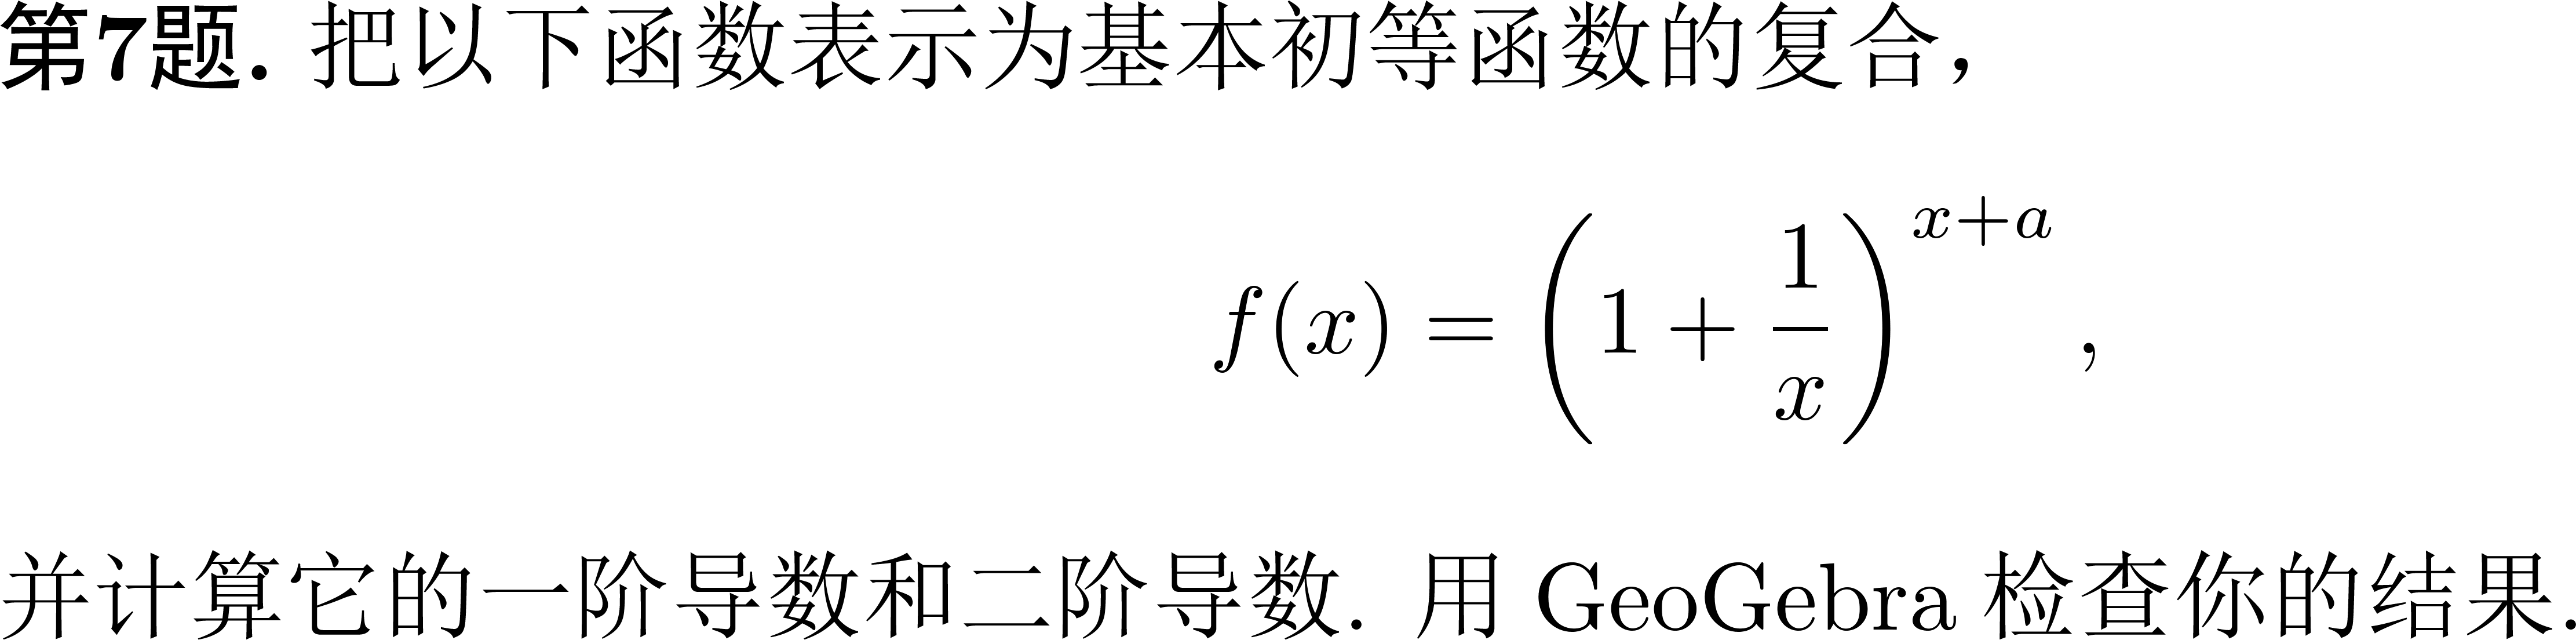 第7题. 把以下函数表示为基本初等函数的复合,
f(x) = (1 + 1/x)^{x+a},
并计算它的一阶导数和二阶导数. 用 GeoGebra 检查你的结果.